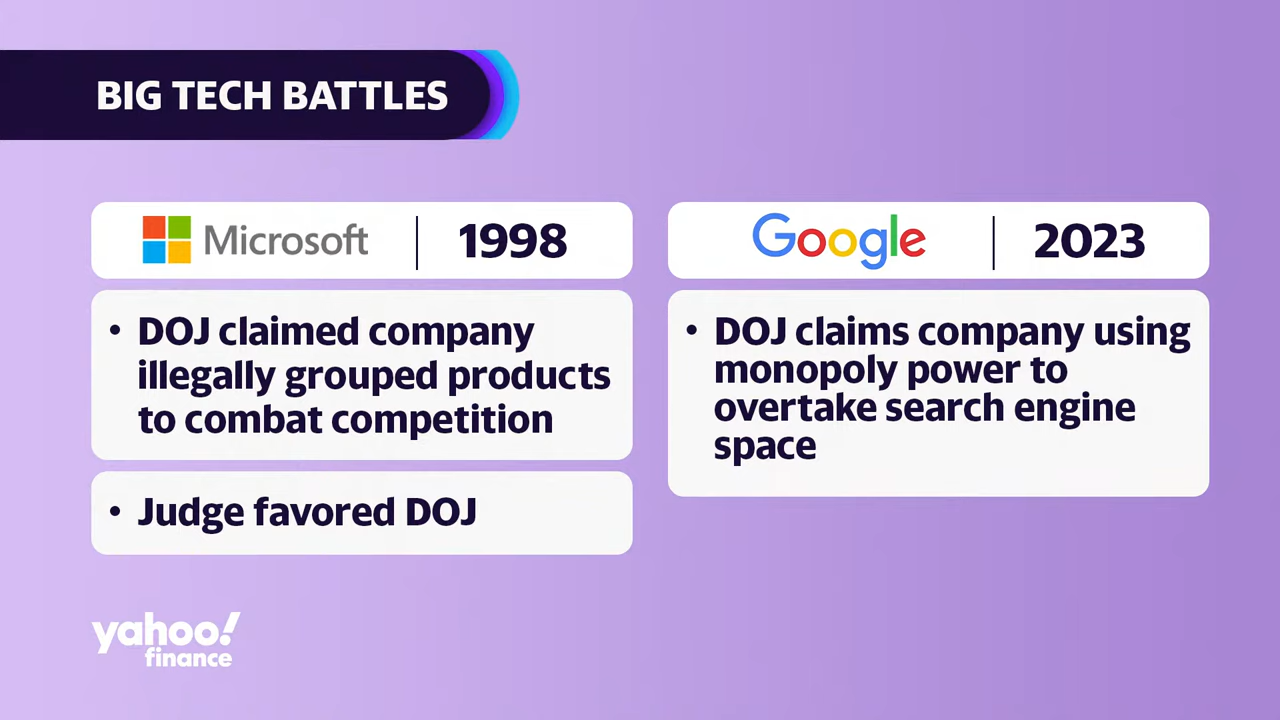 BIG TECH BATTLES
Microsoft | 1998
• DOJ claimed company
illegally grouped products
to combat competition
• Judge favored DOJ
Google | 2023
• DOJ claims company using
monopoly power to
overtake search engine
space
yahoo!
finance